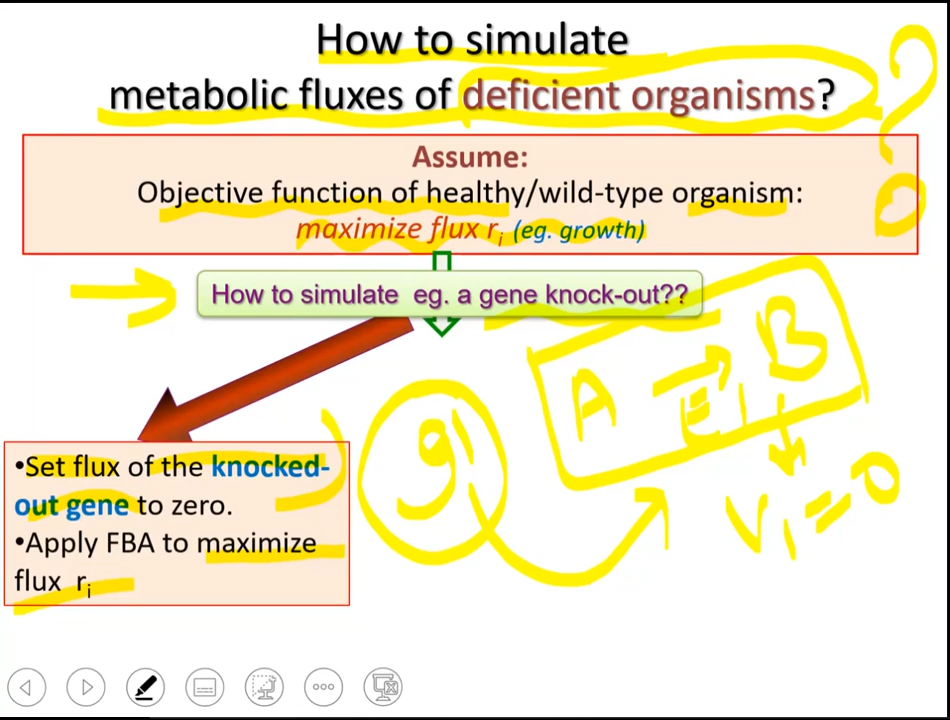 How to simulate
metabolic fluxes of deficient organisms?
Assume:
Objective function of healthy/wild-type organism:
maximize flux ri (eg. growth)
How to simulate eg. a gene knock-out??
A → B
E1
g1
V1 = 0
•Set flux of the knocked-
out gene to zero.
•Apply FBA to maximize
flux ri